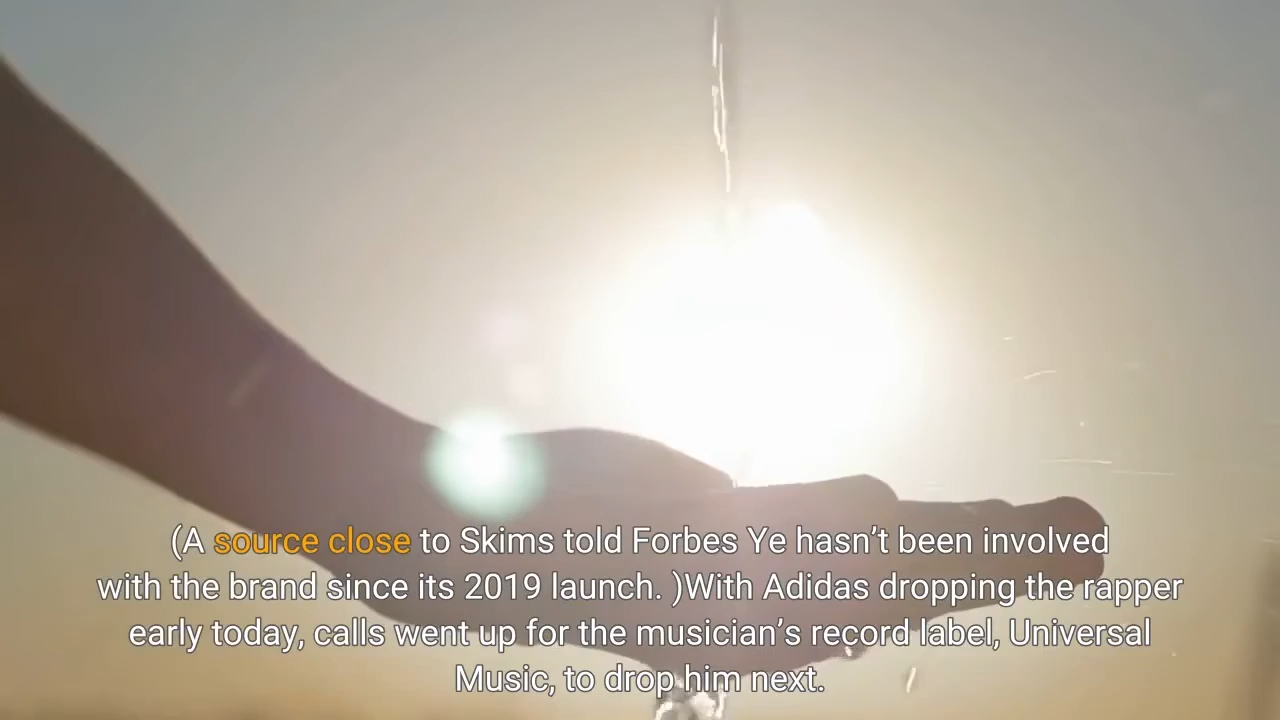 (A source close to Skims told Forbes Ye hasn’t been involved
with the brand since its 2019 launch. )With Adidas dropping the rapper
early today, calls went up for the musician’s record label, Universal
Music, to drop him next.